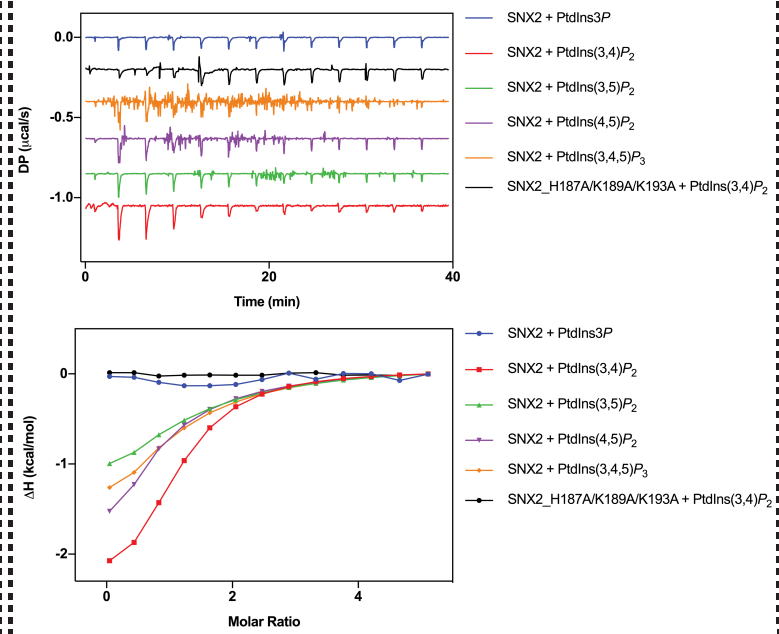 SNX2 + PtdIns3P
0.0
SNX2 + PtdIns(3,4)P2
SNX2 + PtdIns(3,5)P2
-0.5
SNX2 + PtdIns(4,5)P2
DP (μcal/s)
SNX2 + PtdIns(3,4,5)P3
SNX2_H187A/K189A/K193A + PtdIns(3,4)P2
-1.0
0 20 40
Time (min)
SNX2 + PtdIns3P
0
SNX2 + PtdIns(3,4)P2
SNX2 + PtdIns(3,5)P2
SNX2 + PtdIns(4,5)P2
-1
ΔH (kcal/mol)
SNX2 + PtdIns(3,4,5)P3
SNX2_H187A/K189A/K193A + PtdIns(3,4)P2
-2
0 2 4
Molar Ratio